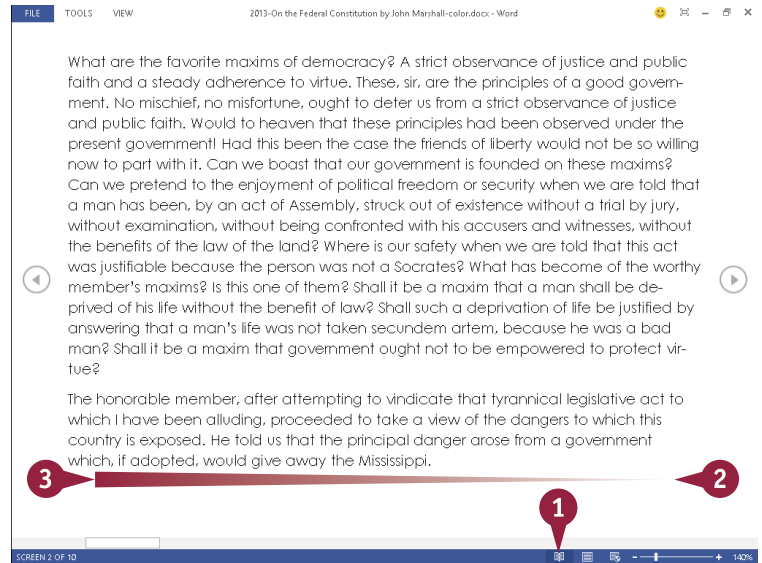 FILE TOOLS VIEW 2013-On the Federal Constitution by John Marshall-color.docx - Word
What are the favorite maxims of democracy? A strict observance of justice and public
faith and a steady adherence to virtue. These, sir, are the principles of a good govern-
ment. No mischief, no misfortune, ought to deter us from a strict observance of justice
and public faith. Would to heaven that these principles had been observed under the
present government! Had this been the case the friends of liberty would not be so willing
now to part with it. Can we boast that our government is founded on these maxims?
Can we pretend to the enjoyment of political freedom or security when we are told that
a man has been, by an act of Assembly, struck out of existence without a trial by jury,
without examination, without being confronted with his accusers and witnesses, without
the benefits of the law of the land? Where is our safety when we are told that this act
was justifiable because the person was not a Socrates? What has become of the worthy
member's maxims? Is this one of them? Shall it be a maxim that a man shall be de-
prived of his life without the benefit of law? Shall such a deprivation of life be justified by
answering that a man's life was not taken secundem artem, because he was a bad
man? Shall it be a maxim that government ought not to be empowered to protect vir-
tue?
The honorable member, after attempting to vindicate that tyrannical legislative act to
which I have been alluding, proceeded to take a view of the dangers to which this
country is exposed. He told us that the principal danger arose from a government
which, if adopted, would give away the Mississippi.
3 2
1
SCREEN 2 OF 10 - + 140%